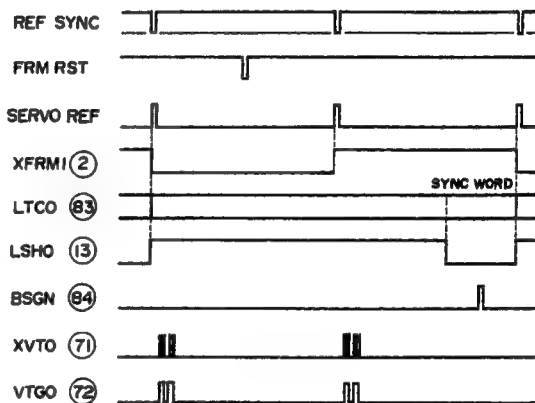 REF SYNC
FRM RST
SERVO REF
XFRMI 2
SYNC WORD
LTCO 83
LSHO 13
BSGN 84
XVTO 71
VTGO 72